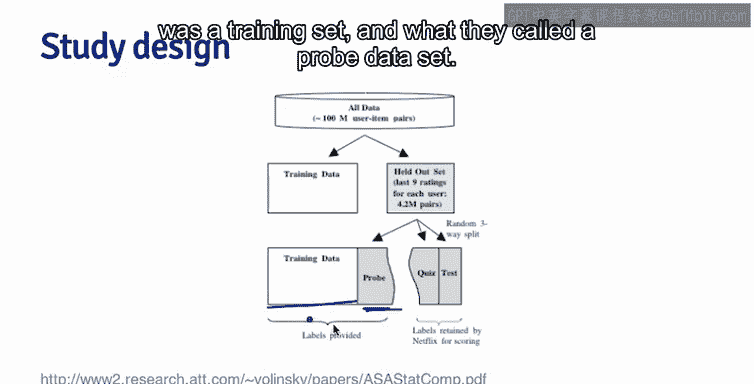 was a training set, and what they called a
probe data set.
Study design
All Data
(~ 100 M user-item pairs)
Training Data
Held Out Set
(last 9 ratings
for each user:
4.2M pairs)
Random 3-
way split
Training Data
Probe
Quiz
Test
Labels provided
Labels retained by
Netflix for scoring
http://www2.research.att.com/~volinsky/papers/ASAStatComp.pdf